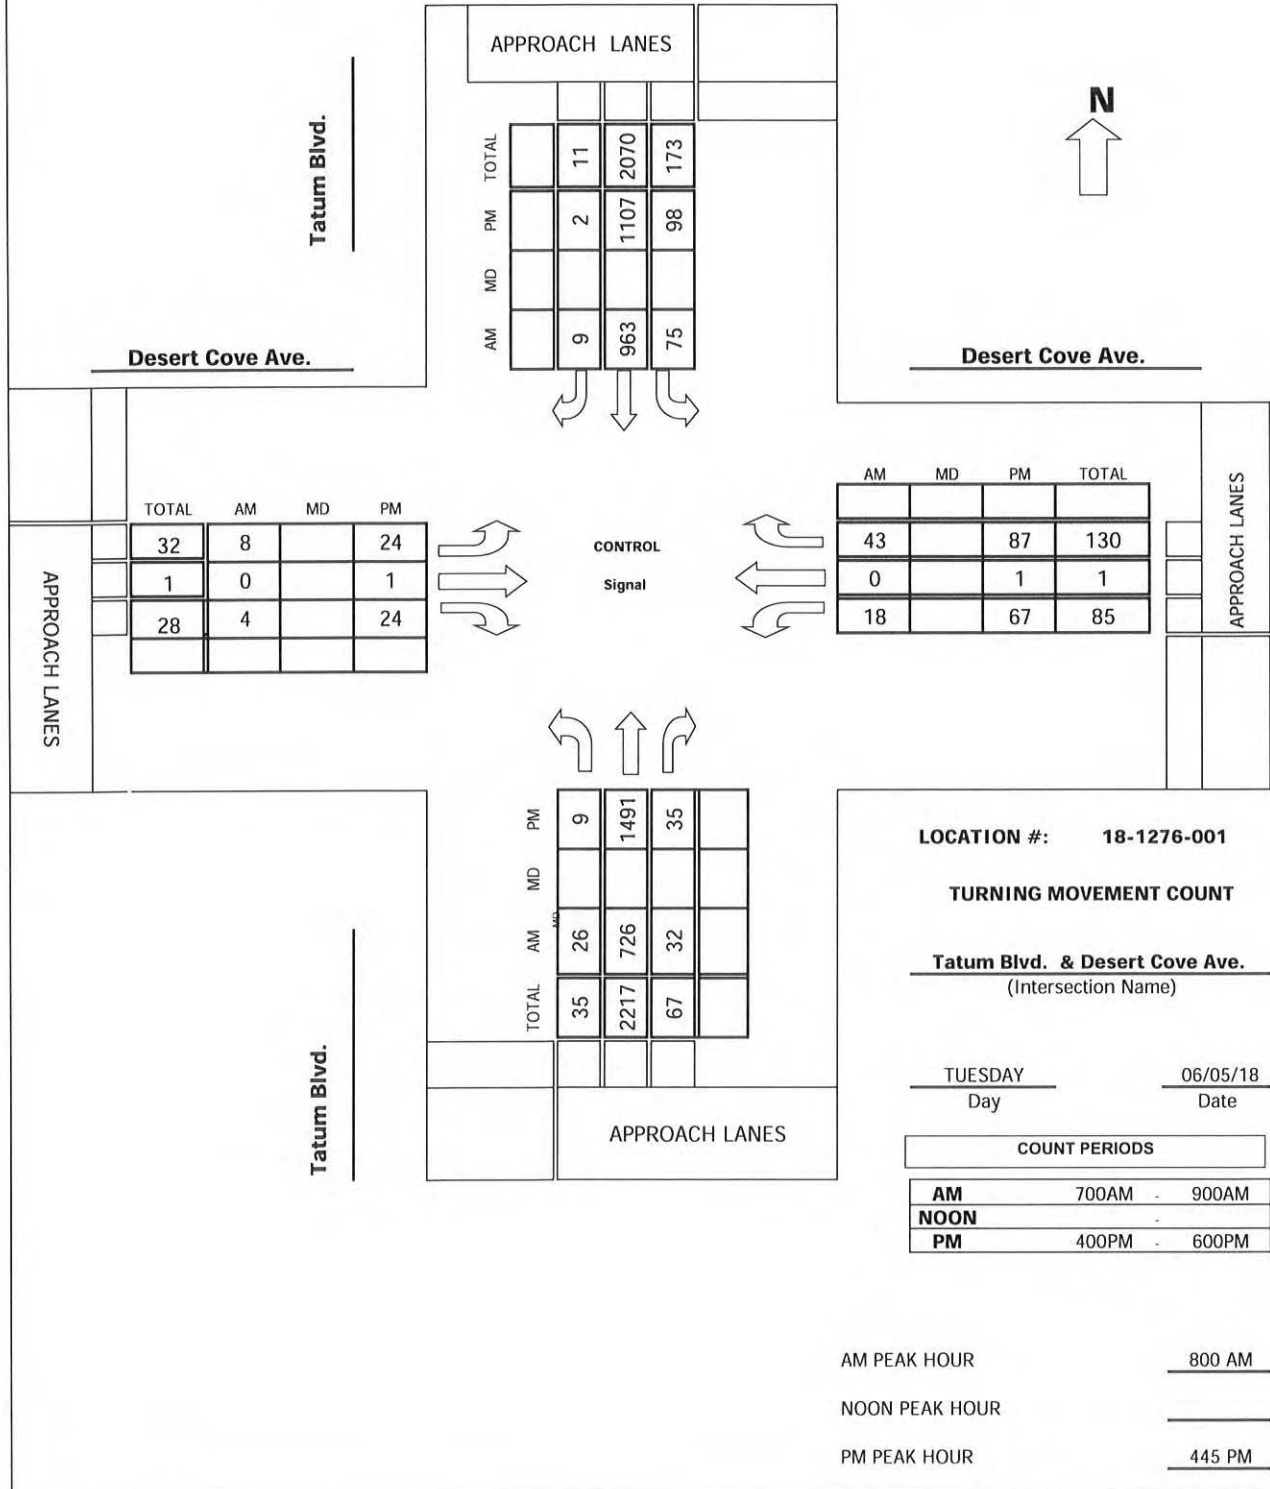 APPROACH LANES
N
Tatum Blvd.
TOTAL 11 2070 173
PM 2 1107 98
MD
AM 9 963 75
Desert Cove Ave.
Desert Cove Ave.
TOTAL AM MD PM
32 8 24
1 0 1
28 4 24
APPROACH LANES
CONTROL
Signal
AM MD PM TOTAL
43 87 130
0 1 1
18 67 85
APPROACH LANES
PM 9 1491 35
MD
MD
AM 26 726 32
TOTAL 35 2217 67
APPROACH LANES
Tatum Blvd.
LOCATION #: 18-1276-001
TURNING MOVEMENT COUNT
Tatum Blvd. & Desert Cove Ave.
(Intersection Name)
TUESDAY 06/05/18
Day Date
COUNT PERIODS
AM 700AM - 900AM
NOON -
PM 400PM - 600PM
AM PEAK HOUR 800 AM
NOON PEAK HOUR
PM PEAK HOUR 445 PM